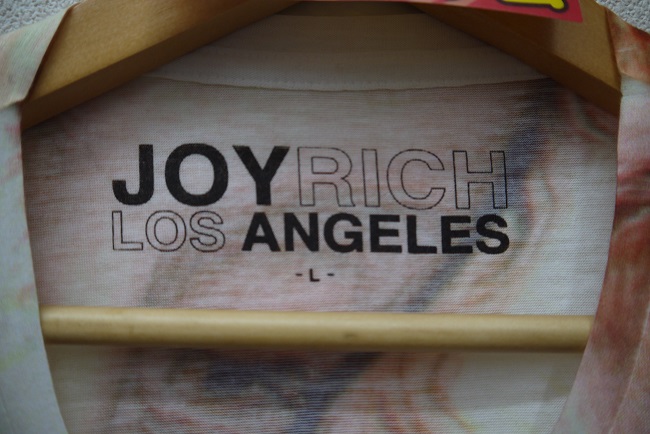 JOYRICH
LOS ANGELES
-L-